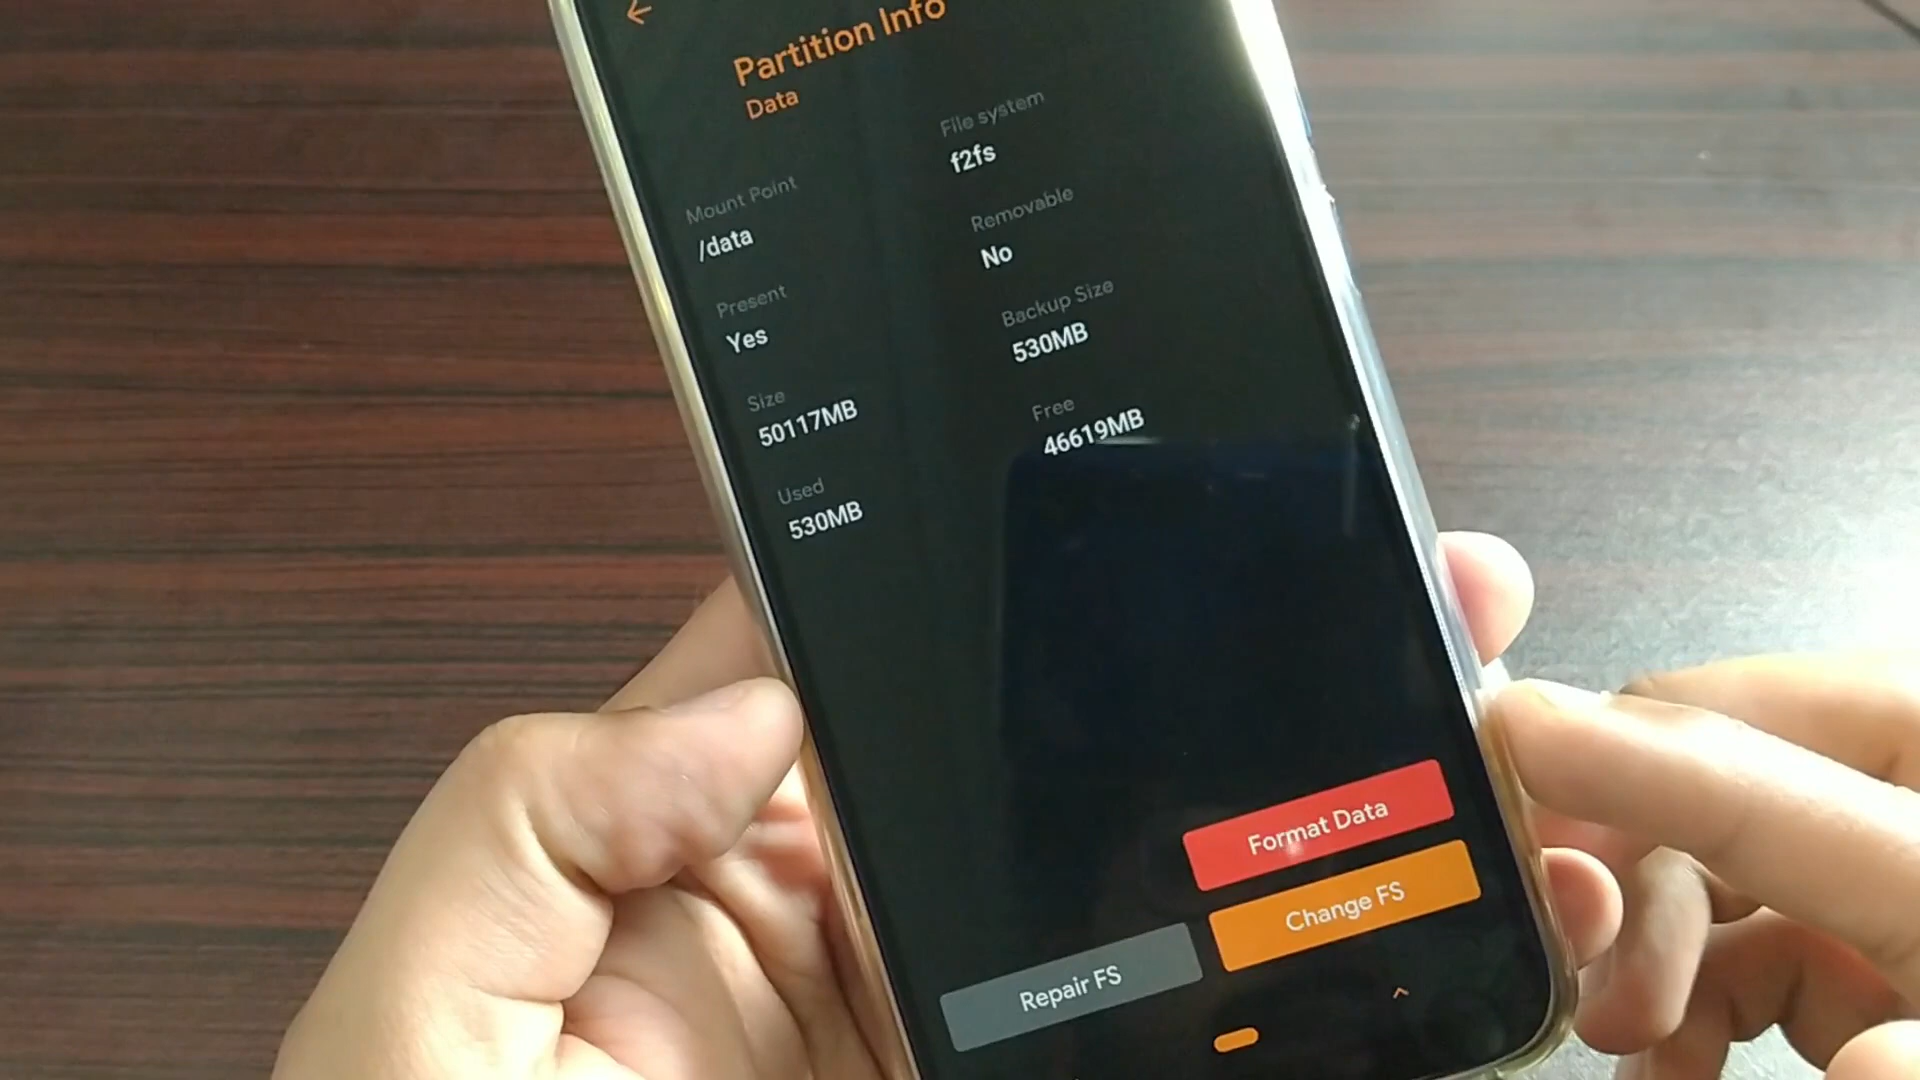 Partition Info
Data
Mount Point
/data
File system
f2fs
Present
Yes
Removable
No
Size
50117MB
Backup Size
530MB
Used
530MB
Free
46619MB
Format Data
Change FS
Repair FS